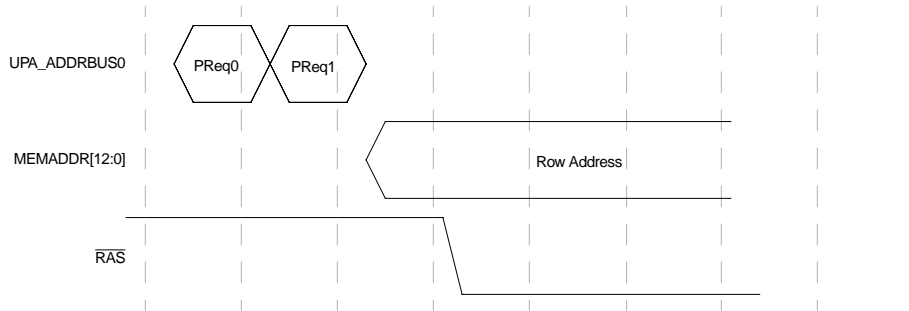 UPA_ADDRBUS0
PReq0
PReq1
MEMADDR[12:0]
Row Address
RAS